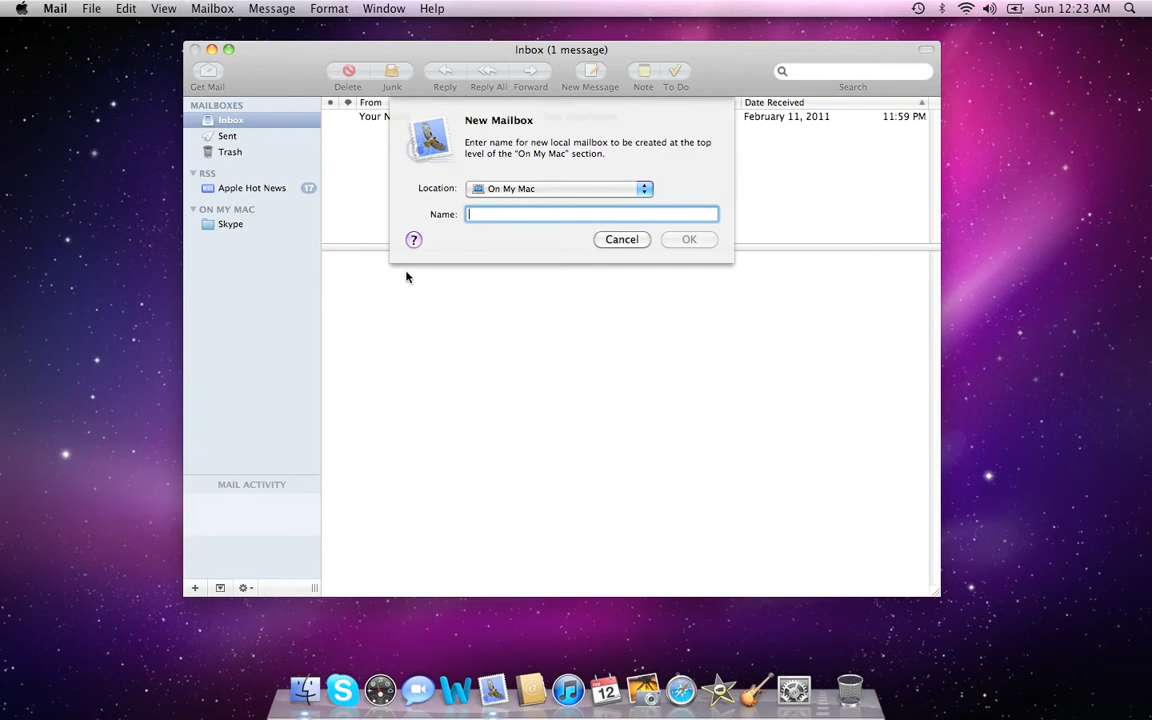 Mail File Edit View Mailbox Message Format Window Help Sun 12:23 AM
Inbox (1 message)
Get Mail Delete Junk Reply Reply All Forward New Message Note To Do Search
MAILBOXES
Inbox
Sent
Trash
RSS
Apple Hot News 17
ON MY MAC
Skype
From Date Received
Your February 11, 2011 11:59 PM
New Mailbox
Enter name for new local mailbox to be created at the top
level of the "On My Mac" section.
Location: On My Mac
Name:
? Cancel OK
MAIL ACTIVITY
12